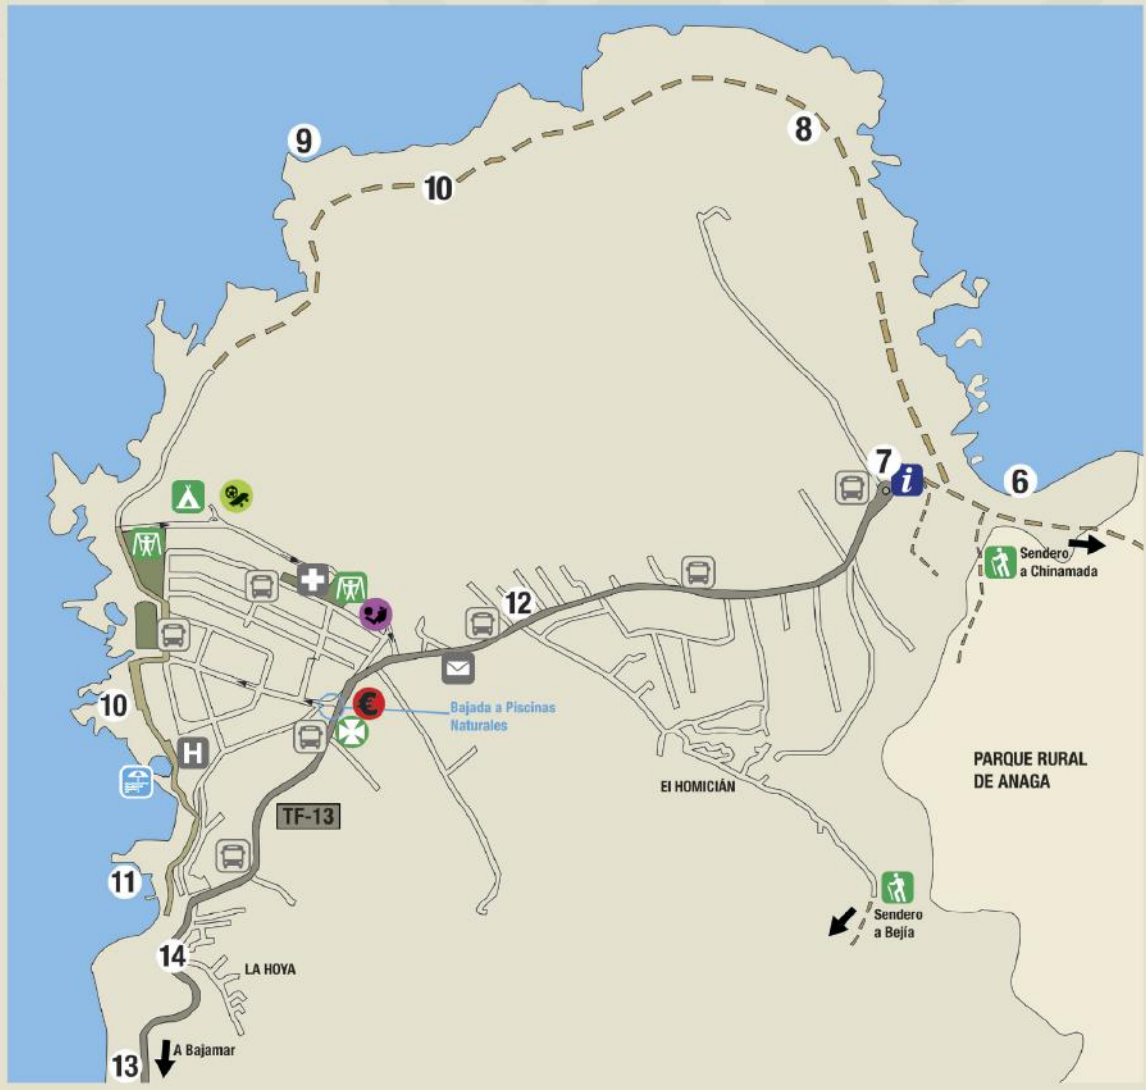 9
8
10
7
i
6
Sendero
a Chinamada
12
10
€
Bajada a Piscinas
Naturales
H
PARQUE RURAL
DE ANAGA
El HOMICIÁN
TF-13
11
Sendero
a Bejía
14
LA HOYA
A Bajamar
13